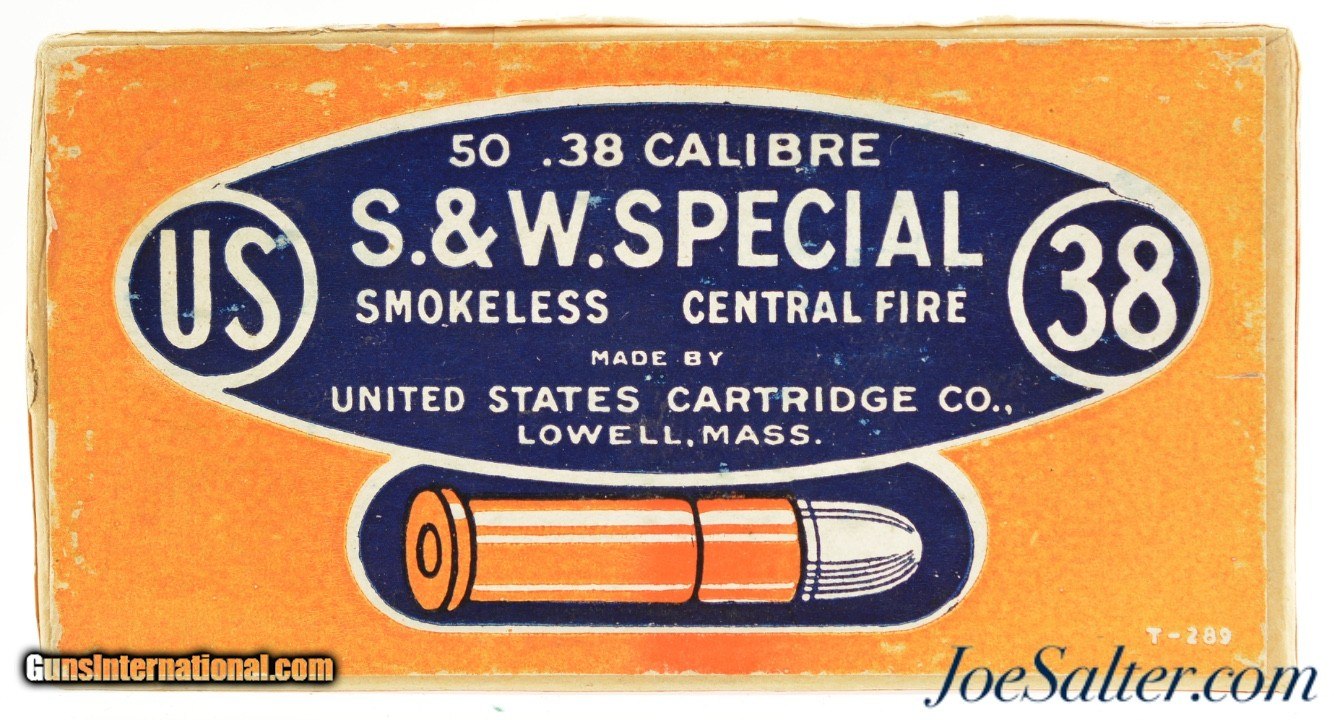 50 .38 CALIBRE
US
S.&W.SPECIAL
38
SMOKELESS CENTRAL FIRE
MADE BY
UNITED STATES CARTRIDGE CO.,
LOWELL, MASS.
T-289
GunsInternational.com
JoeSalter.com